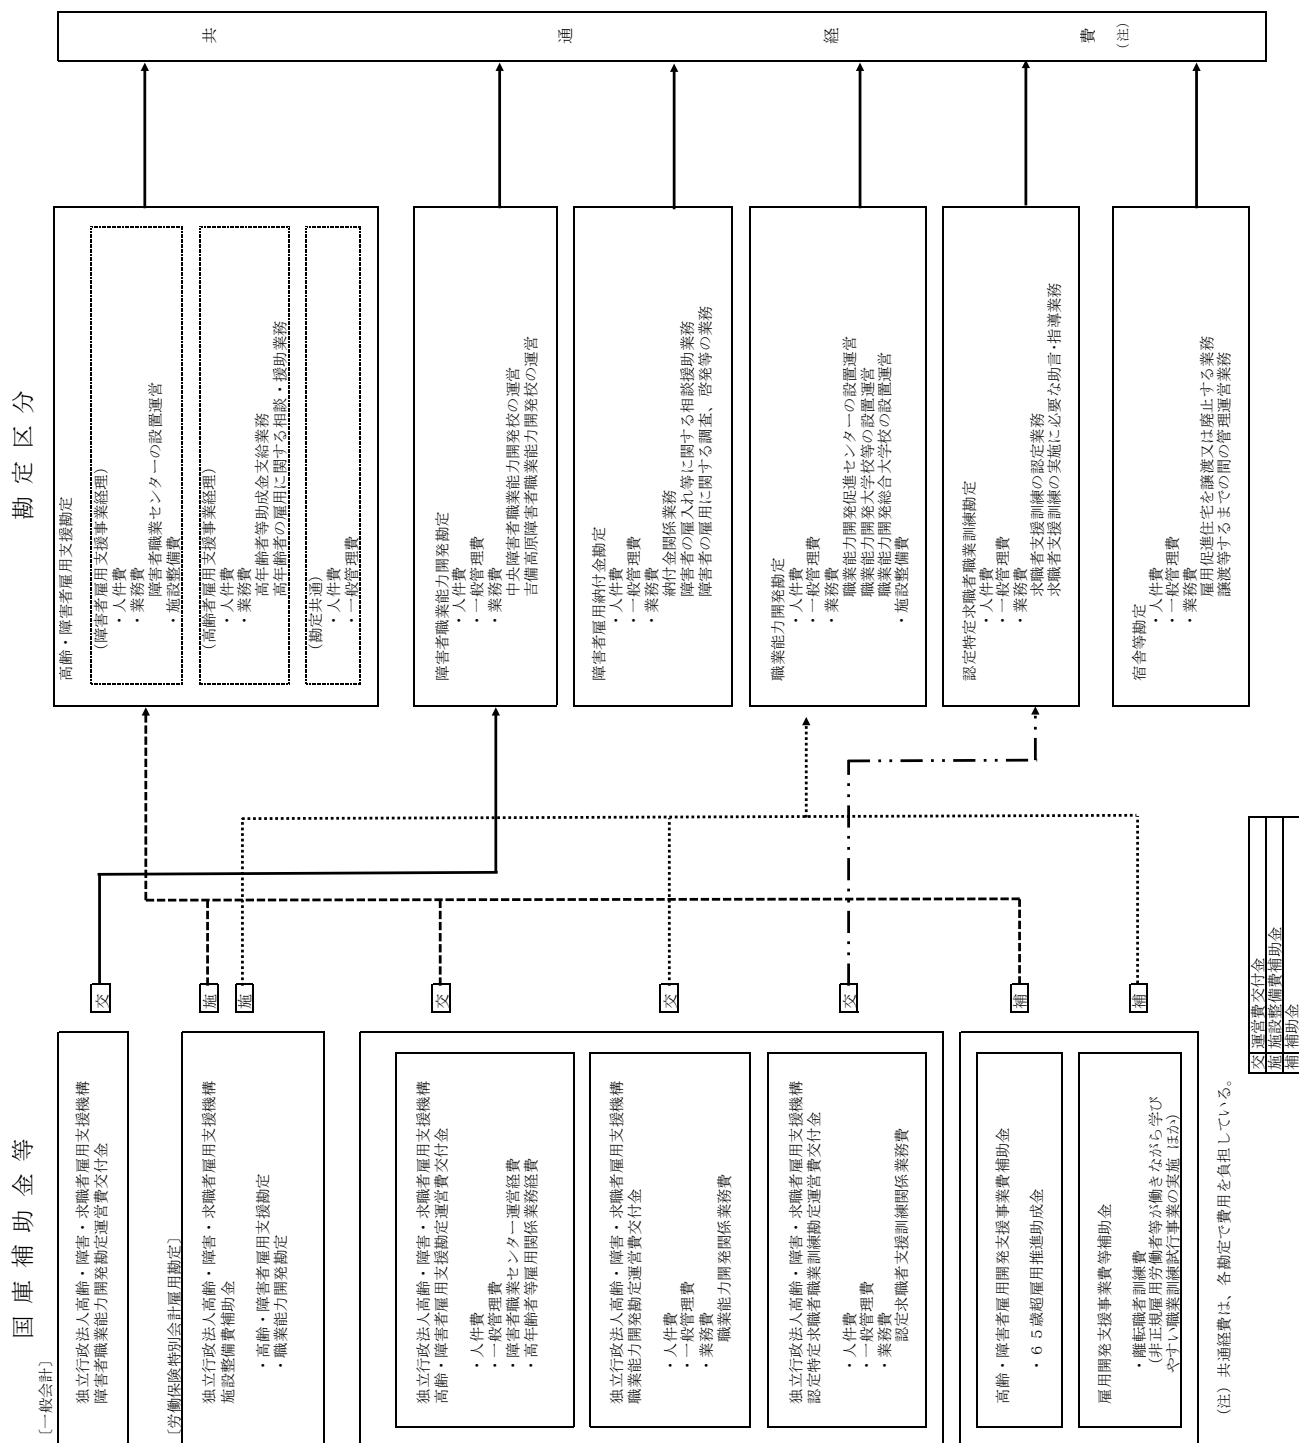 国庫補助金等
勘定区分
［一般会計］
独立行政法人高齢・障害・求職者雇用支援機構
障害者職業能力開発勘定運営費交付金
交
［労働保険特別会計雇用勘定］
独立行政法人高齢・障害・求職者雇用支援機構
施設整備費補助金
・高齢・障害者雇用支援勘定
・職業能力開発勘定
施
施
独立行政法人高齢・障害・求職者雇用支援機構
高齢・障害者雇用支援勘定運営費交付金
・人件費
・一般管理費
・障害者職業センター運営経費
・高年齢者等雇用関係業務経費
交
独立行政法人高齢・障害・求職者雇用支援機構
職業能力開発勘定運営費交付金
・人件費
・一般管理費
・業務費
職業能力開発関係業務費
交
独立行政法人高齢・障害・求職者雇用支援機構
認定特定求職者職業訓練勘定運営費交付金
・人件費
・一般管理費
・業務費
認定求職者支援訓練関係業務費
交
高齢・障害者雇用開発支援事業費補助金
・６５歳超雇用推進助成金
補
雇用開発支援事業費等補助金
・離転職者訓練費
(非正規雇用労働者等が働きながら学び
やすい職業訓練試行事業の実施 ほか)
補
高齢・障害者雇用支援勘定
(障害者雇用支援事業経理)
・人件費
・業務費
障害者職業センターの設置運営
・施設整備費
(高齢者雇用支援事業経理)
・人件費
・業務費
高年齢者等助成金支給業務
高年齢者の雇用に関する相談・援助業務
(勘定共通)
・人件費
・一般管理費
障害者職業能力開発勘定
・人件費
・一般管理費
・業務費
中央障害者職業能力開発校の運営
吉備高原障害者職業能力開発校の運営
障害者雇用納付金勘定
・人件費
・一般管理費
・業務費
納付金関係業務
障害者の雇入れ等に関する相談援助業務
障害者の雇用に関する調査、啓発等の業務
職業能力開発勘定
・人件費
・一般管理費
・業務費
職業能力開発促進センターの設置運営
職業能力開発大学校等の設置運営
職業能力開発総合大学校の設置運営
・施設整備費
認定特定求職者職業訓練勘定
・人件費
・一般管理費
・業務費
求職者支援訓練の認定業務
求職者支援訓練の実施に必要な助言・指導業務
宿舎等勘定
・人件費
・一般管理費
・業務費
雇用促進住宅を譲渡又は廃止する業務
譲渡等するまでの間の管理運営業務
共通経費(注)
(注) 共通経費は、各勘定で費用を負担している。
交 運営費交付金
施 施設整備費補助金
補 補助金